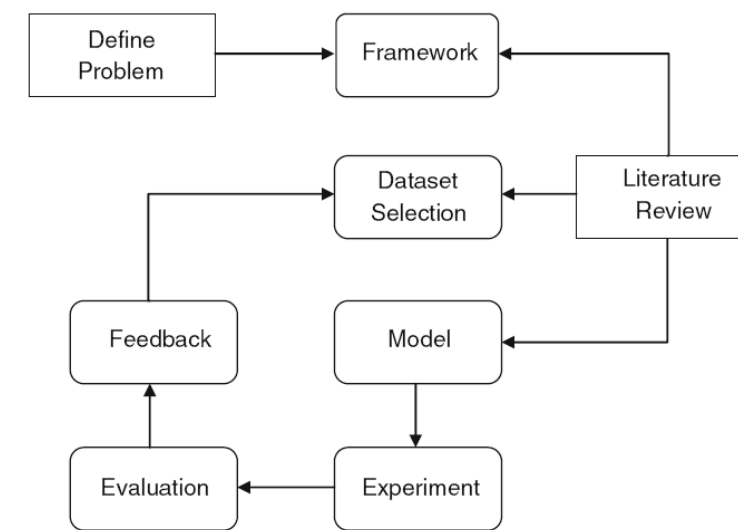 Define
Problem
Framework
Dataset
Selection
Literature
Review
Feedback
Model
Evaluation
Experiment